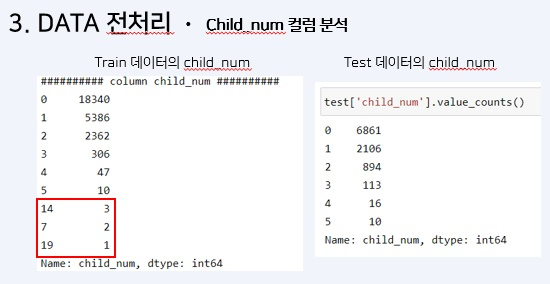 3. DATA 전처리 • Child_num 컬럼 분석
Train 데이터의 child_num
########## column child_num ##########
0 18340
1 5386
2 2362
3 306
4 47
5 10
14 3
7 2
19 1
Name: child_num, dtype: int64
Test 데이터의 child_num
test['child_num'].value_counts()
0 6861
1 2106
2 894
3 113
4 16
5 10
Name: child_num, dtype: int64